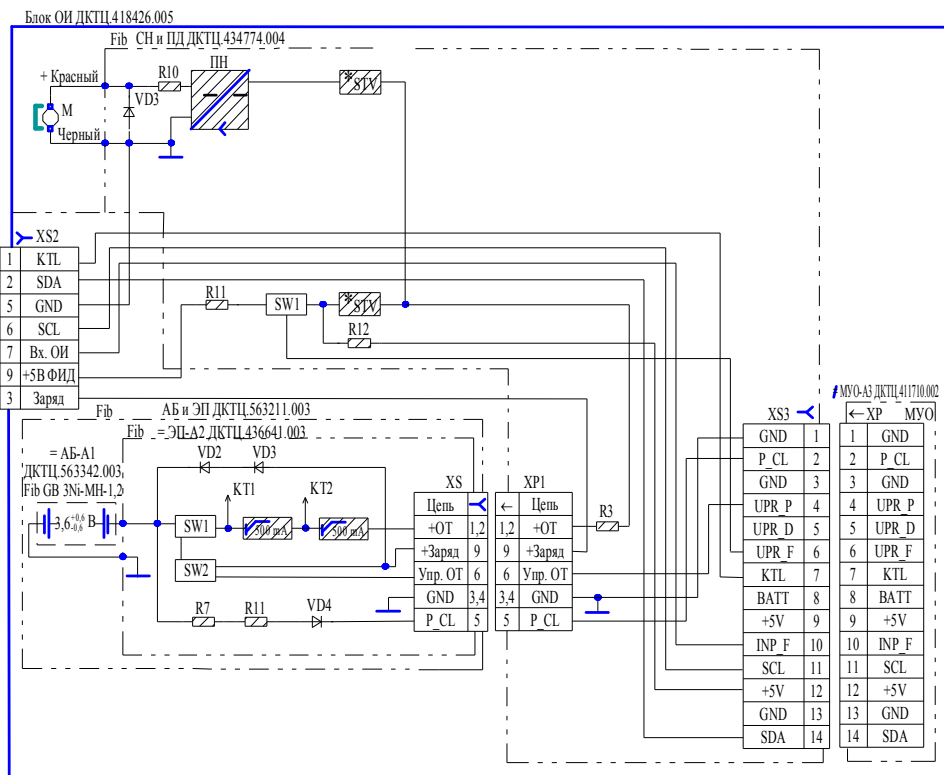 Блок ОИ ДКТЦ.418426.005
Fib СН и ПД ДКТЦ.434774.004
+ Красный
R10
ПН
*STV
VD3
М
Черный
XS2
1 KTL
2 SDA
5 GND
6 SCL
7 Вх. ОИ
9 +5В ФИД
3 Заряд
R11
SW1
*STV
R12
Fib АБ и ЭП ДКТЦ.563211.003
Fib = ЭП-А2 ДКТЦ.436641.003
= АБ-А1
ДКТЦ.563342.003
Fib GB 3Ni-MH-1,2
3,6 +0,6 -0,6 В
VD2
VD3
KT1
KT2
SW1
500 mA
500 mA
SW2
R7
R11
VD4
XS
Цепь
+ОТ 1,2
+Заряд 9
Упр. ОТ 6
GND 3,4
P_CL 5
XP1
← Цепь
1,2 +ОТ
9 +Заряд
6 Упр. ОТ
3,4 GND
5 P_CL
R3
XS3
GND 1
P_CL 2
GND 3
UPR_P 4
UPR_D 5
UPR_F 6
KTL 7
BATT 8
+5V 9
INP_F 10
SCL 11
+5V 12
GND 13
SDA 14
# МУО-А3 ДКТЦ.411710.002
← XP МУО
1 GND
2 P_CL
3 GND
4 UPR_P
5 UPR_D
6 UPR_F
7 KTL
8 BATT
9 +5V
10 INP_F
11 SCL
12 +5V
13 GND
14 SDA